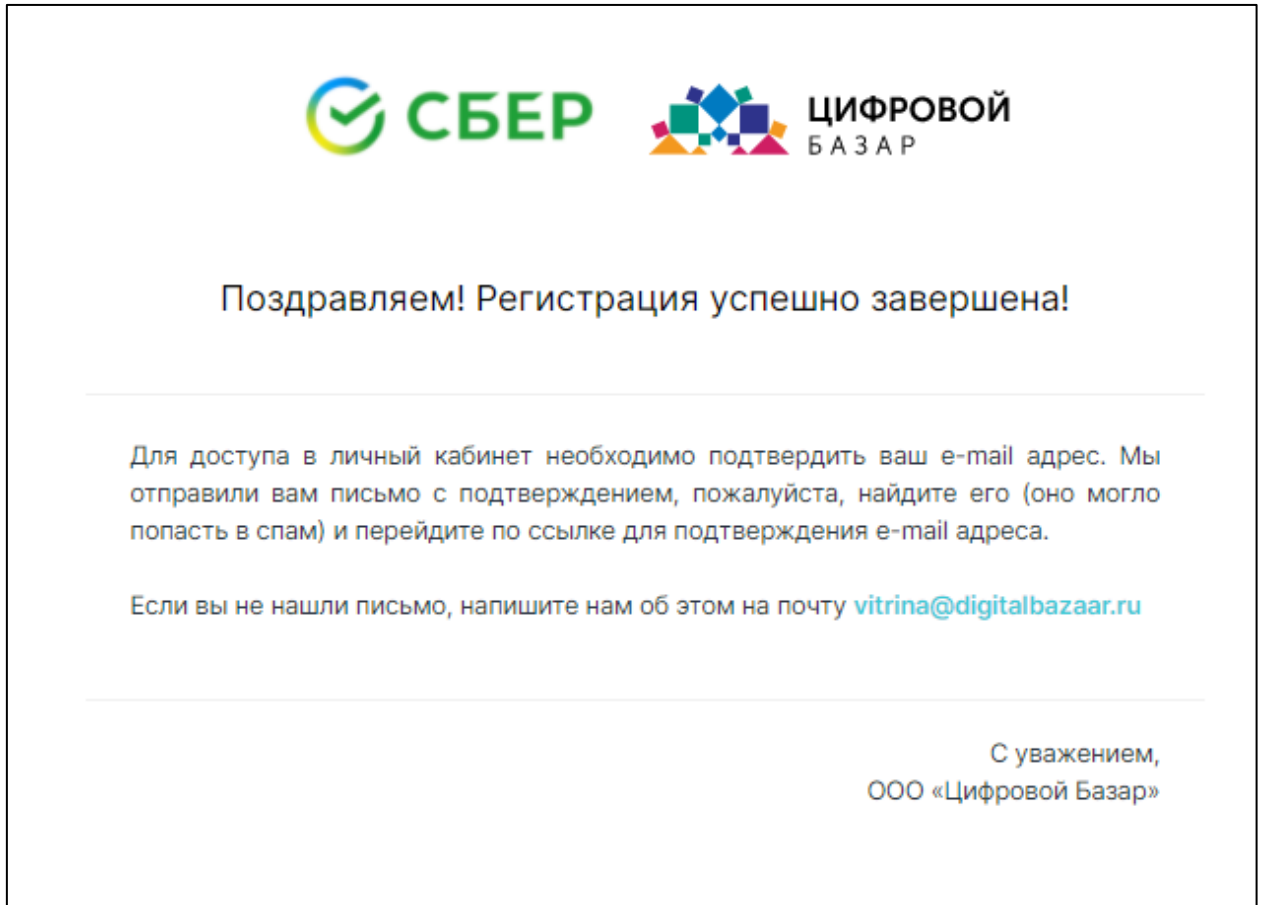 СБЕР
ЦИФРОВОЙ
БАЗАР
Поздравляем! Регистрация успешно завершена!
Для доступа в личный кабинет необходимо подтвердить ваш e-mail адрес. Мы
отправили вам письмо с подтверждением, пожалуйста, найдите его (оно могло
попасть в спам) и перейдите по ссылке для подтверждения e-mail адреса.
Если вы не нашли письмо, напишите нам об этом на почту vitrina@digitalbazaar.ru
С уважением,
ООО «Цифровой Базар»